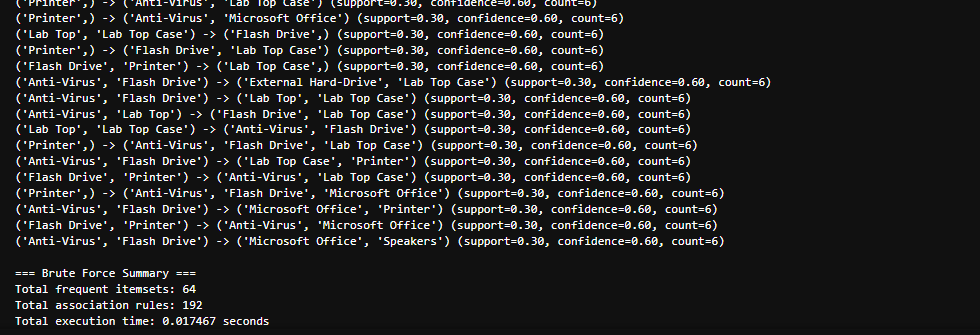 ('Printer',) -> ('Anti-Virus', 'Lab Top Case') (support=0.30, confidence=0.60, count=6)
('Printer',) -> ('Anti-Virus', 'Microsoft Office') (support=0.30, confidence=0.60, count=6)
('Lab Top', 'Lab Top Case') -> ('Flash Drive',) (support=0.30, confidence=0.60, count=6)
('Printer',) -> ('Flash Drive', 'Lab Top Case') (support=0.30, confidence=0.60, count=6)
('Flash Drive', 'Printer') -> ('Lab Top Case',) (support=0.30, confidence=0.60, count=6)
('Anti-Virus', 'Flash Drive') -> ('External Hard-Drive', 'Lab Top Case') (support=0.30, confidence=0.60, count=6)
('Anti-Virus', 'Flash Drive') -> ('Lab Top', 'Lab Top Case') (support=0.30, confidence=0.60, count=6)
('Anti-Virus', 'Lab Top') -> ('Flash Drive', 'Lab Top Case') (support=0.30, confidence=0.60, count=6)
('Lab Top', 'Lab Top Case') -> ('Anti-Virus', 'Flash Drive') (support=0.30, confidence=0.60, count=6)
('Printer',) -> ('Anti-Virus', 'Flash Drive', 'Lab Top Case') (support=0.30, confidence=0.60, count=6)
('Anti-Virus', 'Flash Drive') -> ('Lab Top Case', 'Printer') (support=0.30, confidence=0.60, count=6)
('Flash Drive', 'Printer') -> ('Anti-Virus', 'Lab Top Case') (support=0.30, confidence=0.60, count=6)
('Printer',) -> ('Anti-Virus', 'Flash Drive', 'Microsoft Office') (support=0.30, confidence=0.60, count=6)
('Anti-Virus', 'Flash Drive') -> ('Microsoft Office', 'Printer') (support=0.30, confidence=0.60, count=6)
('Flash Drive', 'Printer') -> ('Anti-Virus', 'Microsoft Office') (support=0.30, confidence=0.60, count=6)
('Anti-Virus', 'Flash Drive') -> ('Microsoft Office', 'Speakers') (support=0.30, confidence=0.60, count=6)

=== Brute Force Summary ===
Total frequent itemsets: 64
Total association rules: 192
Total execution time: 0.017467 seconds